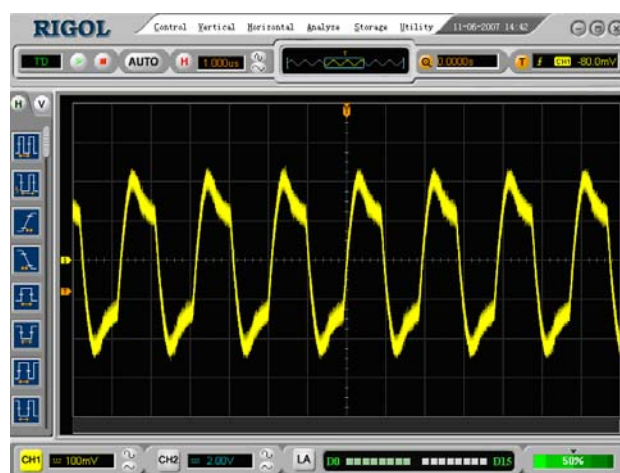 RIGOL Control Vertical Horizontal Analyze Storage Utility 11-06-2007 14:42
T'D AUTO H 1.000us 0.0000s T CH1 -80.0mV
H V
T
1
T
CH1 100mV CH2 2.00V LA D0 D15 50%